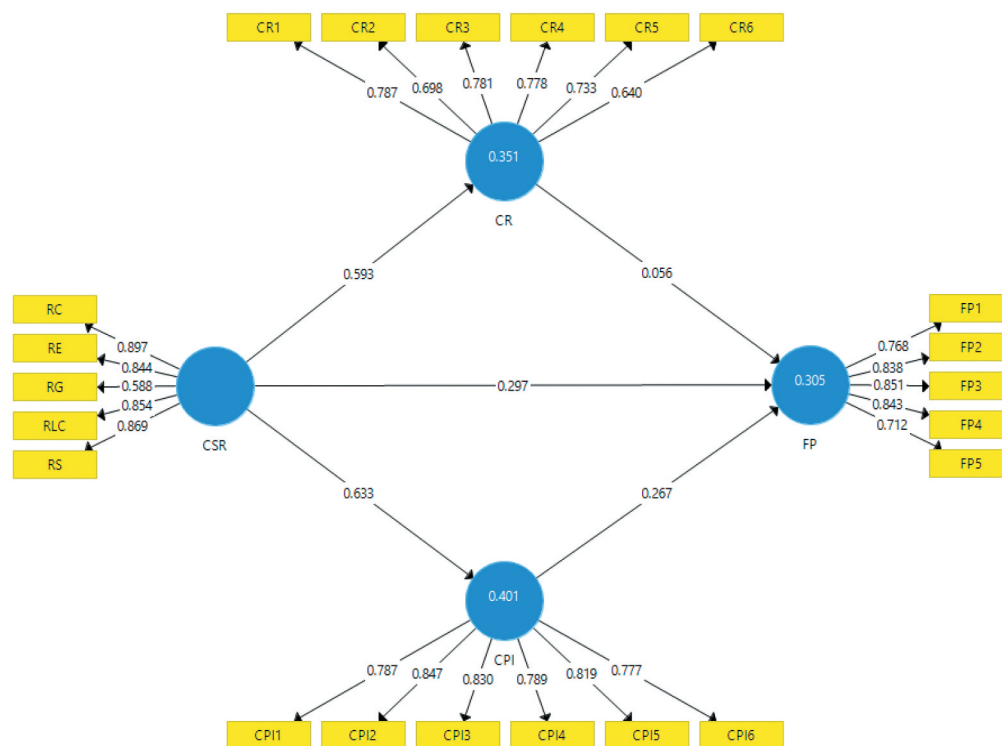 CR1 CR2 CR3 CR4 CR5 CR6
0.787 0.698 0.781 0.778 0.733 0.640
0.351
CR
0.593 0.056
RC
RE
RG
RLC
RS
0.897
0.844
0.588
0.854
0.869
CSR
0.297
0.305
FP
0.768
0.838
0.851
0.843
0.712
FP1
FP2
FP3
FP4
FP5
0.633 0.267
0.401
CPI
0.787 0.847 0.830 0.789 0.819 0.777
CPI1 CPI2 CPI3 CPI4 CPI5 CPI6